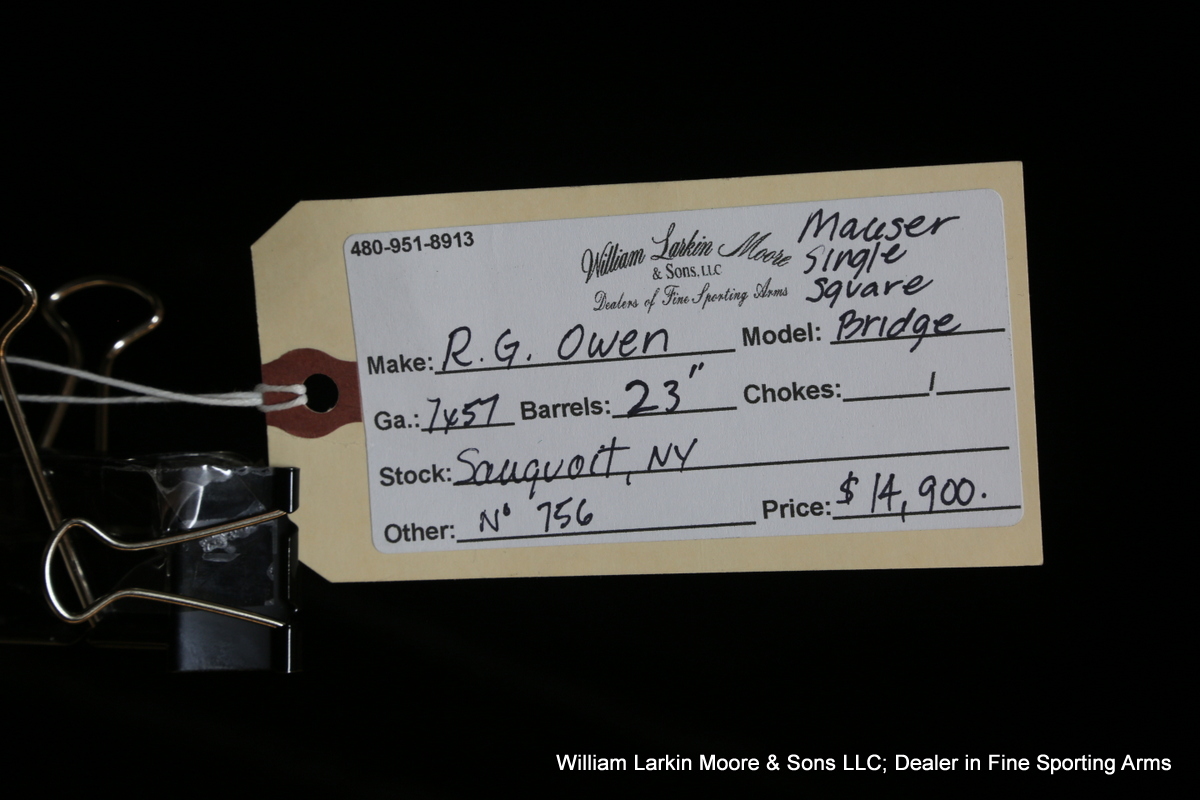 480-951-8913
William Larkin Moore
& Sons, LLC
Dealers of Fine Sporting Arms
Mauser
Single
Square
Make: R. G. Owen Model: Bridge
Ga.: 7x57 Barrels: 23" Chokes: /
Stock: Sauquoit, NY
Other: Nº 756 Price: $14,900.
William Larkin Moore & Sons LLC; Dealer in Fine Sporting Arms